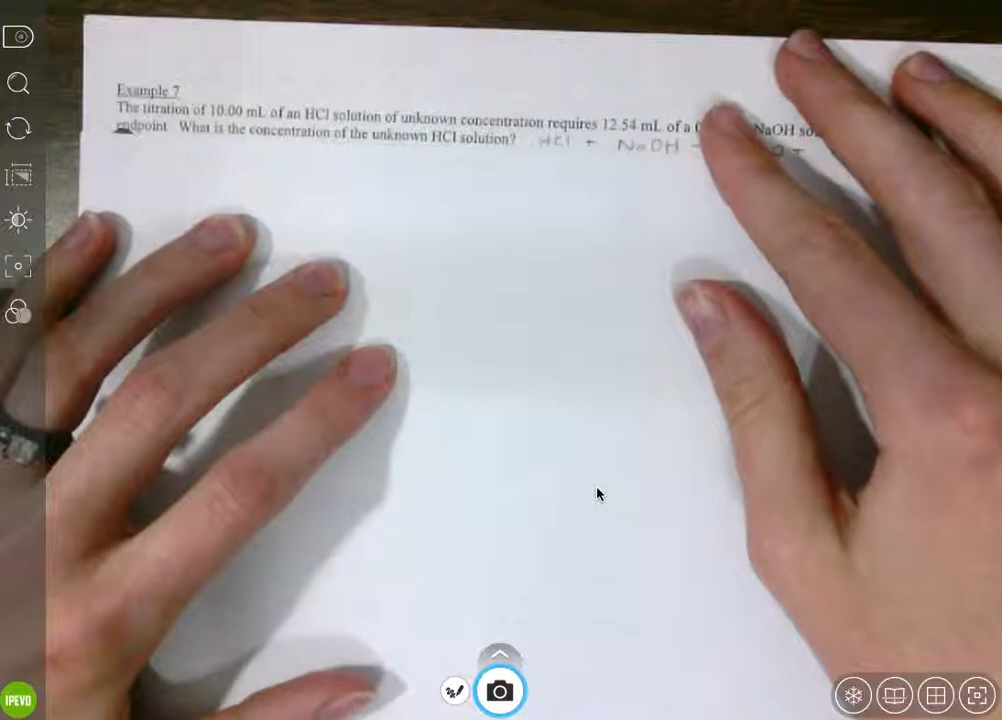 Example 7
The titration of 10.00 mL of an HCl solution of unknown concentration requires 12.54 mL of a NaOH
endpoint What is the concentration of the unknown HCl solution? HCl + NaOH
IPEVO